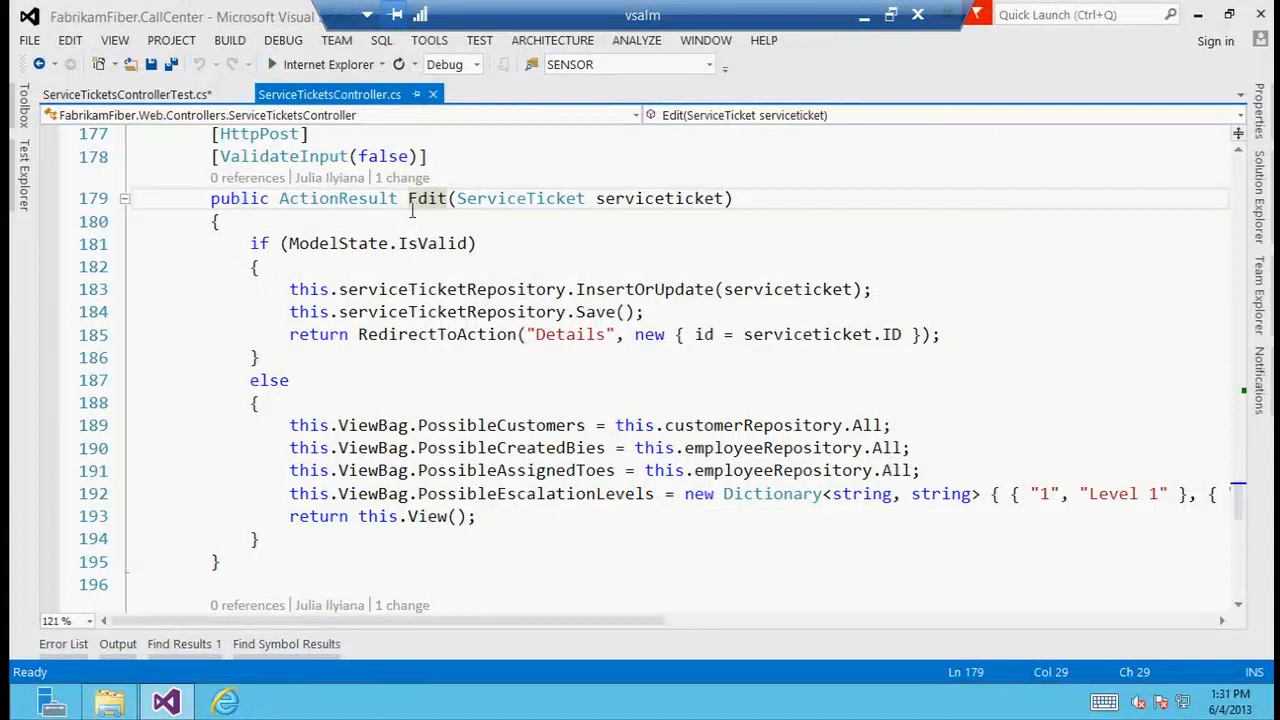 FabrikamFiber.CallCenter - Microsoft Visual
vsalm
Quick Launch (Ctrl+Q)
FILE EDIT VIEW PROJECT BUILD DEBUG TEAM SQL TOOLS TEST ARCHITECTURE ANALYZE WINDOW HELP
Sign in
Internet Explorer Debug SENSOR
ServiceTicketsControllerTest.cs* ServiceTicketsController.cs
FabrikamFiber.Web.Controllers.ServiceTicketsController Edit(ServiceTicket serviceticket)
Toolbox
Test Explorer
177 [HttpPost]
178 [ValidateInput(false)]
0 references | Julia Ilyiana | 1 change
179 public ActionResult Edit(ServiceTicket serviceticket)
180 {
181 if (ModelState.IsValid)
182 {
183 this.serviceTicketRepository.InsertOrUpdate(serviceticket);
184 this.serviceTicketRepository.Save();
185 return RedirectToAction("Details", new { id = serviceticket.ID });
186 }
187 else
188 {
189 this.ViewBag.PossibleCustomers = this.customerRepository.All;
190 this.ViewBag.PossibleCreatedBies = this.employeeRepository.All;
191 this.ViewBag.PossibleAssignedToes = this.employeeRepository.All;
192 this.ViewBag.PossibleEscalationLevels = new Dictionary<string, string> { { "1", "Level 1" }, {
193 return this.View();
194 }
195 }
196
0 references | Julia Ilyiana | 1 change
Properties
Solution Explorer
Team Explorer
Notifications
121 %
Error List Output Find Results 1 Find Symbol Results
Ready Ln 179 Col 29 Ch 29 INS
1:31 PM
6/4/2013